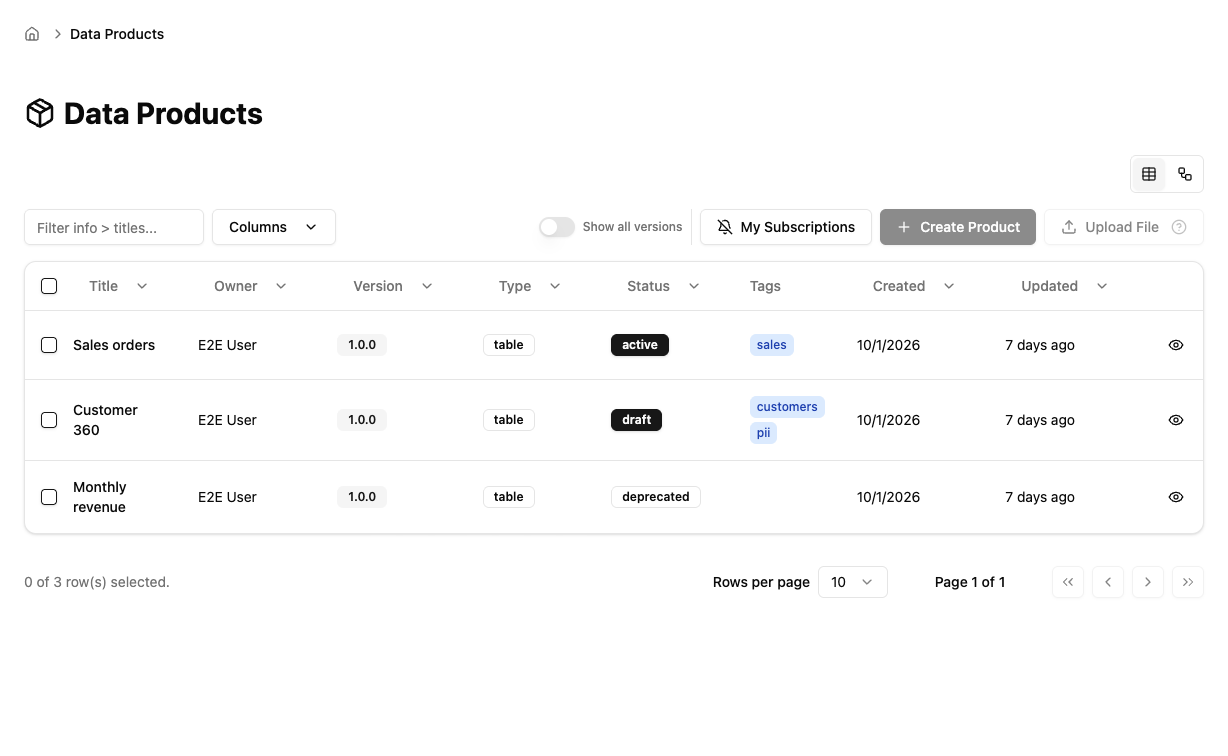 Data Products
Data Products
Filter info > titles...
Columns
Show all versions
My Subscriptions
Create Product
Upload File
Title Owner Version Type Status Tags Created Updated
Sales orders E2E User 1.0.0 table active sales 10/1/2026 7 days ago
Customer 360 E2E User 1.0.0 table draft customers pii 10/1/2026 7 days ago
Monthly revenue E2E User 1.0.0 table deprecated 10/1/2026 7 days ago
0 of 3 row(s) selected.
Rows per page 10
Page 1 of 1